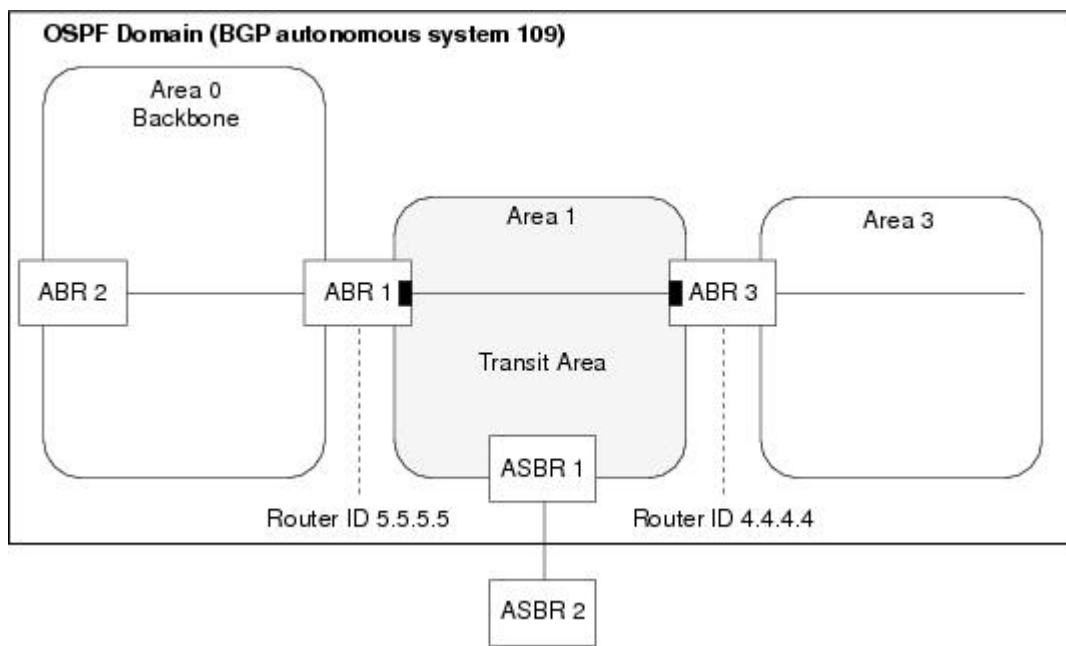 OSPF Domain (BGP autonomous system 109)
Area 0
Backbone
Area 1
Area 3
ABR 2
ABR 1
ABR 3
Transit Area
ASBR 1
Router ID 5.5.5.5
Router ID 4.4.4.4
ASBR 2